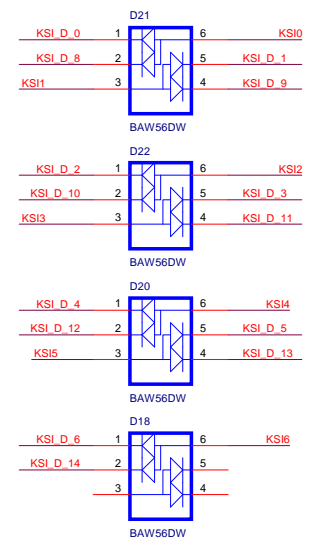 D21
KSI_D_0 1 6 KSI0
KSI_D_8 2 5 KSI_D_1
KSI1 3 4 KSI_D_9
BAW56DW
D22
KSI_D_2 1 6 KSI2
KSI_D_10 2 5 KSI_D_3
KSI3 3 4 KSI_D_11
BAW56DW
D20
KSI_D_4 1 6 KSI4
KSI_D_12 2 5 KSI_D_5
KSI5 3 4 KSI_D_13
BAW56DW
D18
KSI_D_6 1 6 KSI6
KSI_D_14 2 5
3 4
BAW56DW